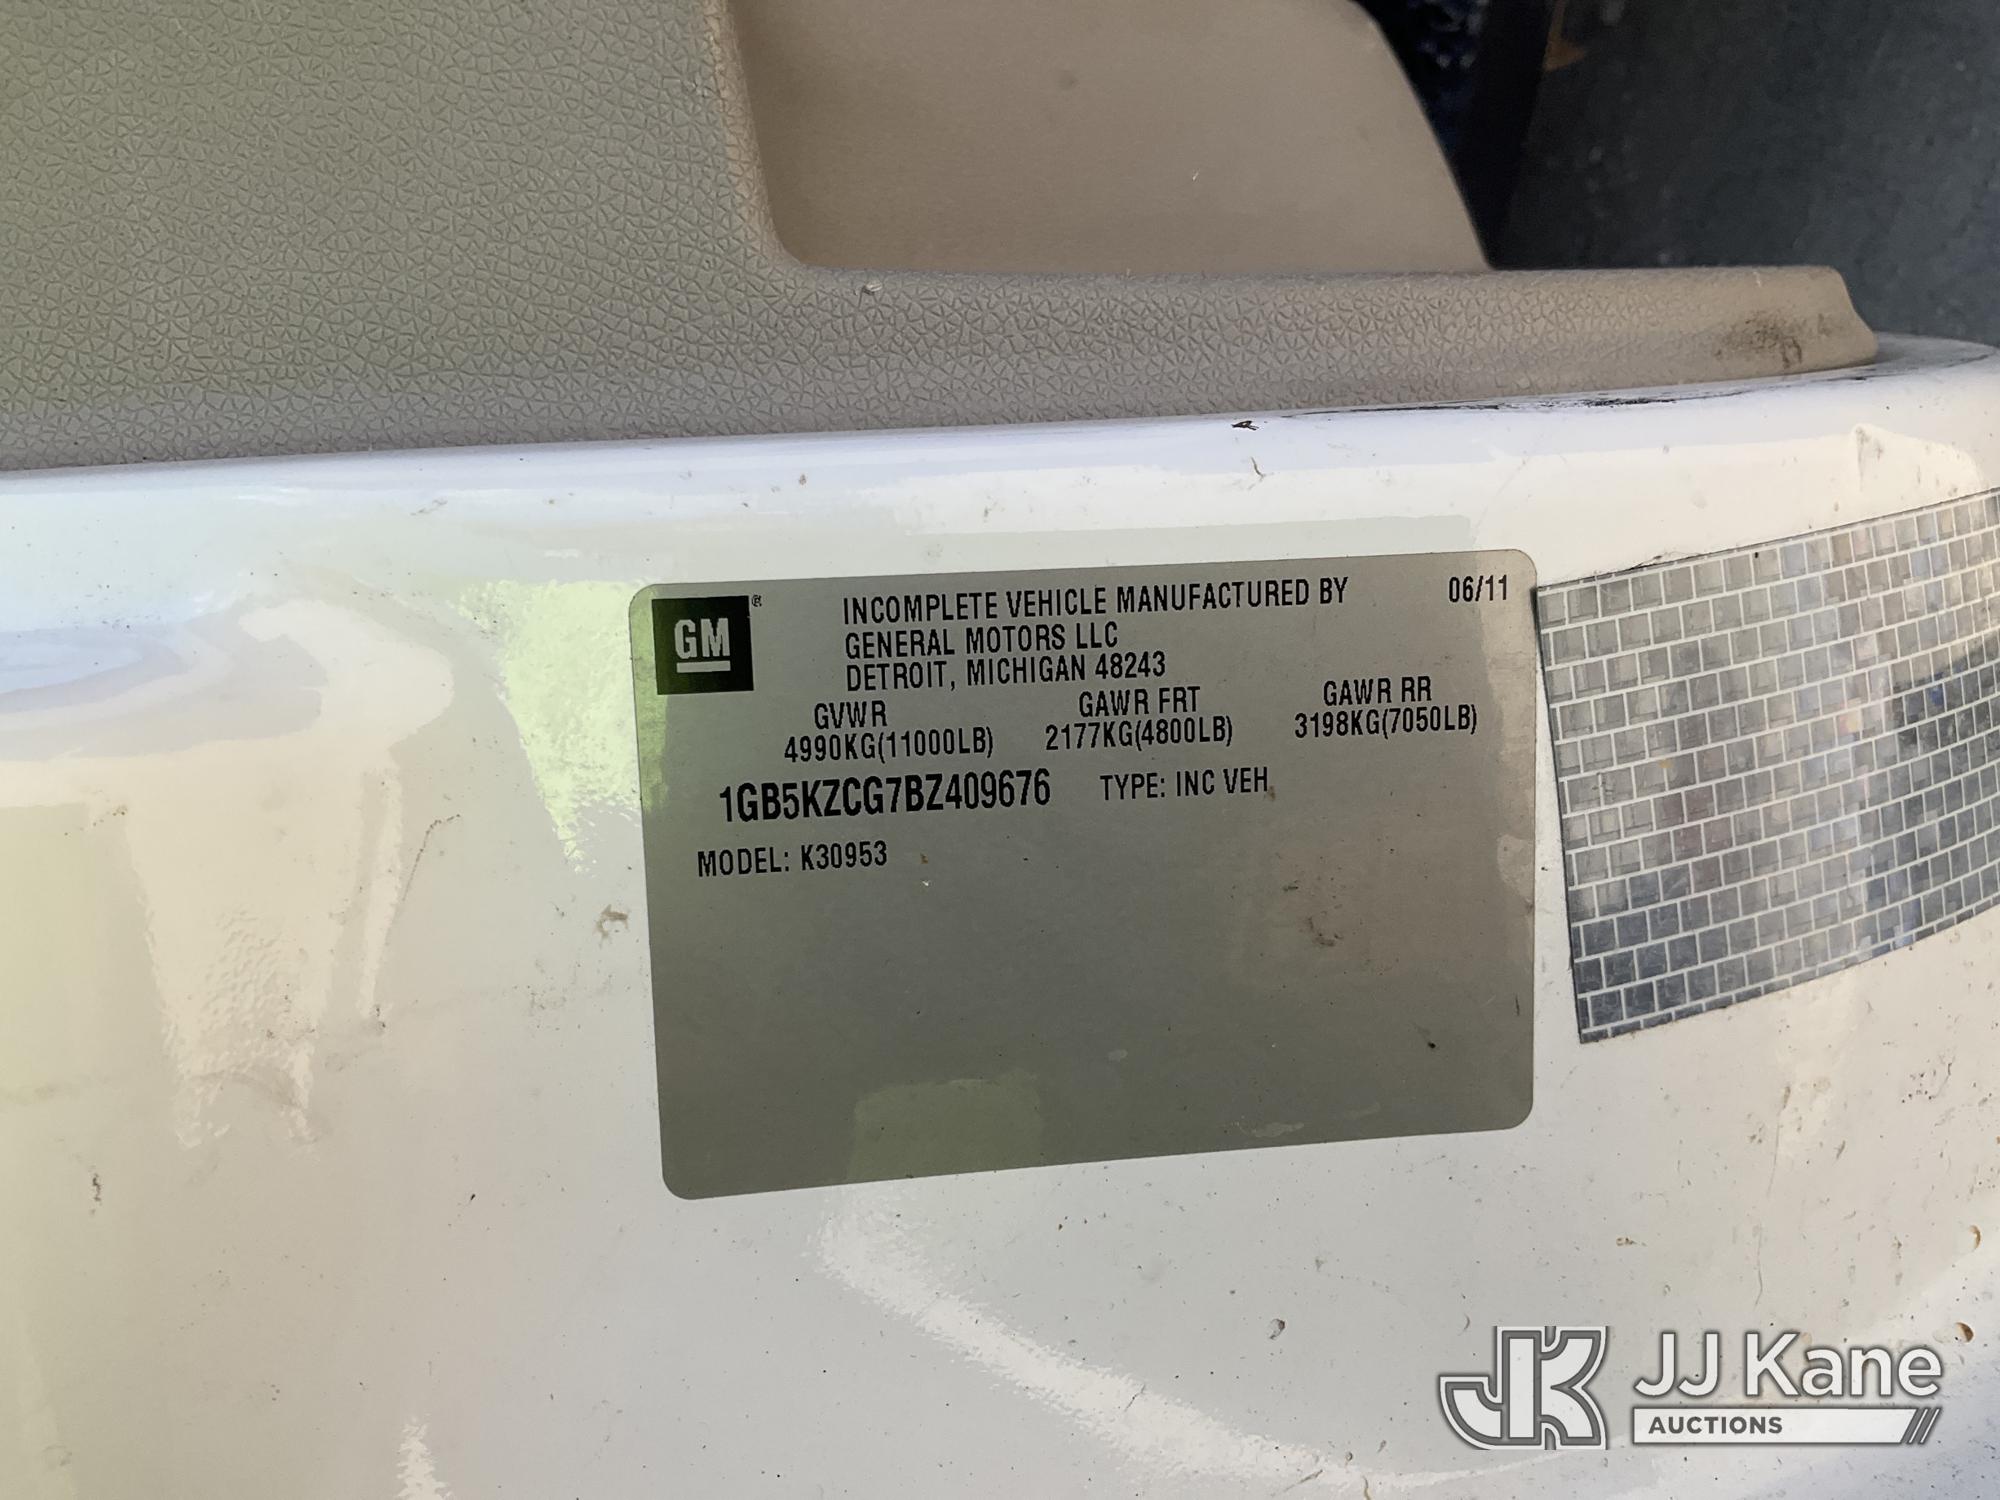 GM ®
INCOMPLETE VEHICLE MANUFACTURED BY 06/11
GENERAL MOTORS LLC
DETROIT, MICHIGAN 48243
GVWR GAWR FRT GAWR RR
4990KG(11000LB) 2177KG(4800LB) 3198KG(7050LB)
1GB5KZCG7BZ409676 TYPE: INC VEH
MODEL: K30953
JK JJ Kane
AUCTIONS